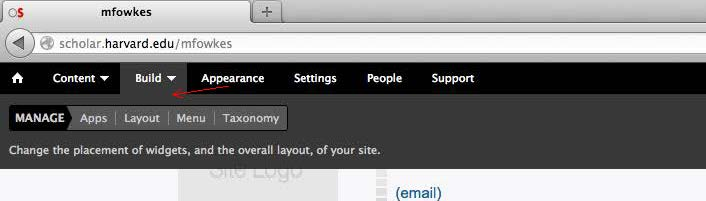 OS mfowkes
scholar.harvard.edu/mfowkes
Content Build Appearance Settings People Support
MANAGE Apps Layout Menu Taxonomy
Change the placement of widgets, and the overall layout, of your site.
Site Logo
(email)